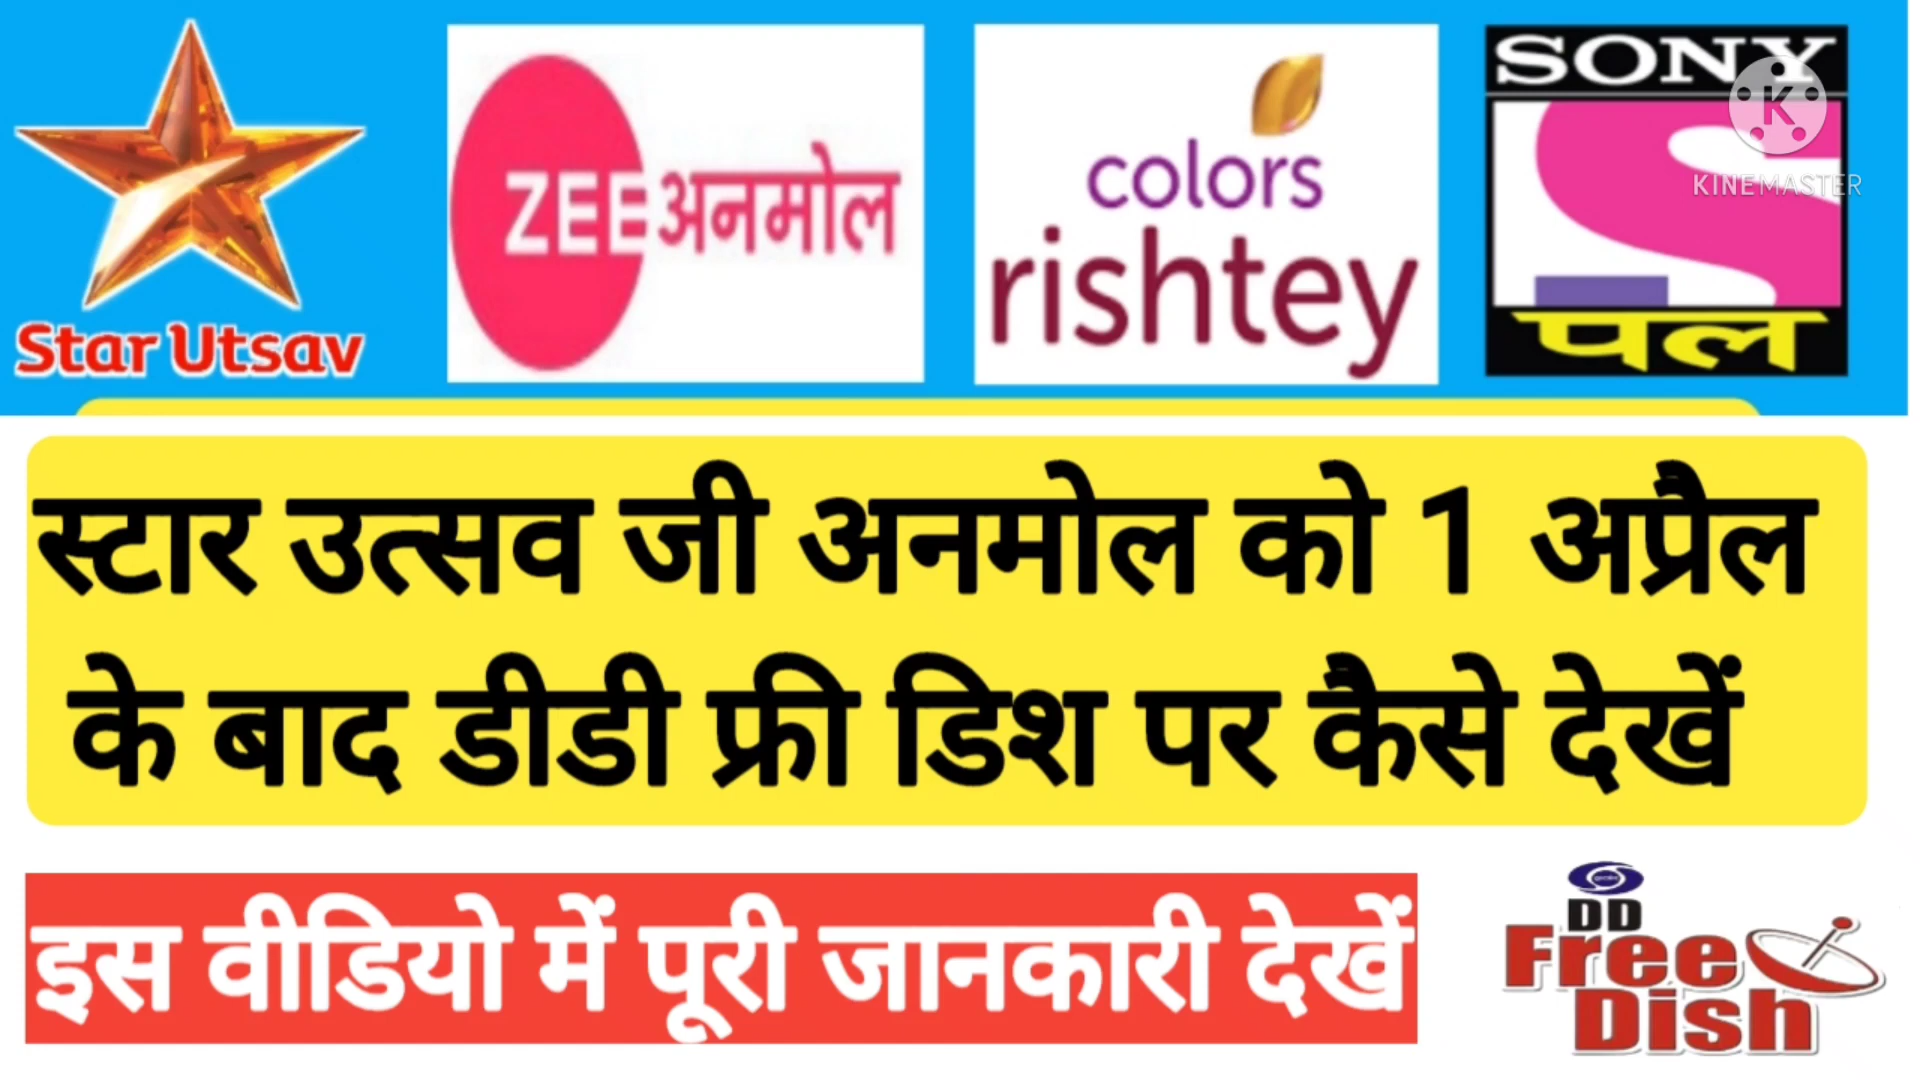 Star Utsav
ZEE अनमोल
colors
rishtey
SONY
पल
K
KINEMASTER
स्टार उत्सव जी अनमोल को 1 अप्रैल
के बाद डीडी फ्री डिश पर कैसे देखें
इस वीडियो में पूरी जानकारी देखें
DD
Free
Dish